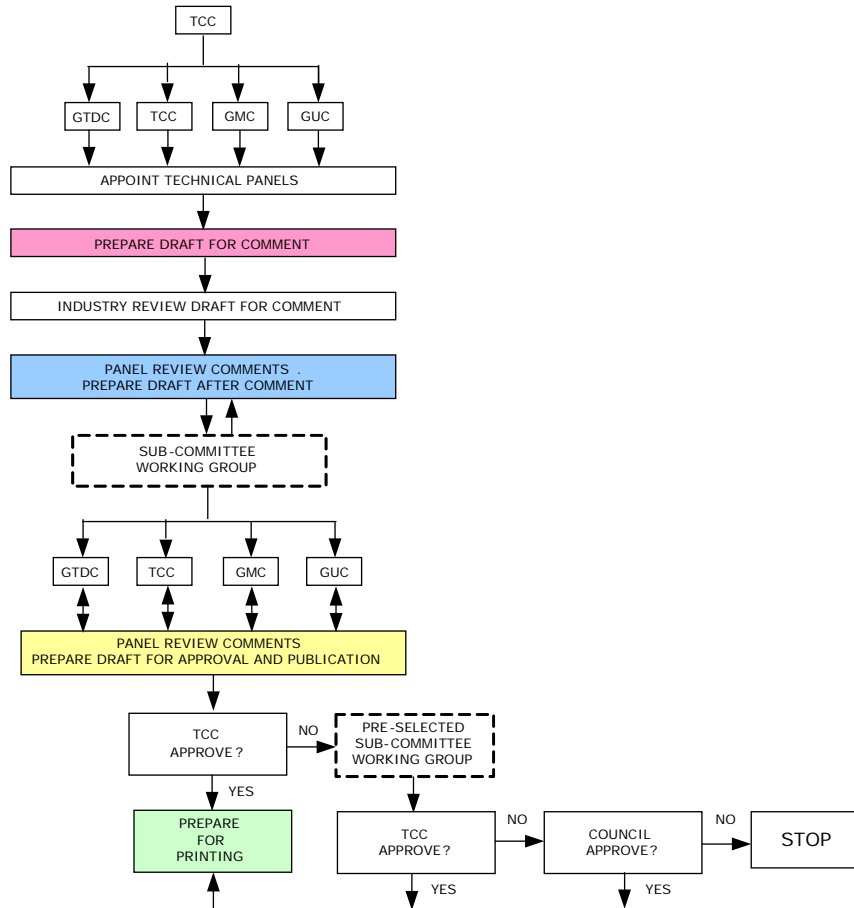 TCC
GTDC
TCC
GMC
GUC
APPOINT TECHNICAL PANELS
PREPARE DRAFT FOR COMMENT
INDUSTRY REVIEW DRAFT FOR COMMENT
PANEL REVIEW COMMENTS .
PREPARE DRAFT AFTER COMMENT
SUB-COMMITTEE
WORKING GROUP
GTDC
TCC
GMC
GUC
PANEL REVIEW COMMENTS
PREPARE DRAFT FOR APPROVAL AND PUBLICATION
TCC
APPROVE?
NO
PRE-SELECTED
SUB-COMMITTEE
WORKING GROUP
YES
PREPARE
FOR
PRINTING
TCC
APPROVE?
NO
COUNCIL
APPROVE?
NO
STOP
YES
YES